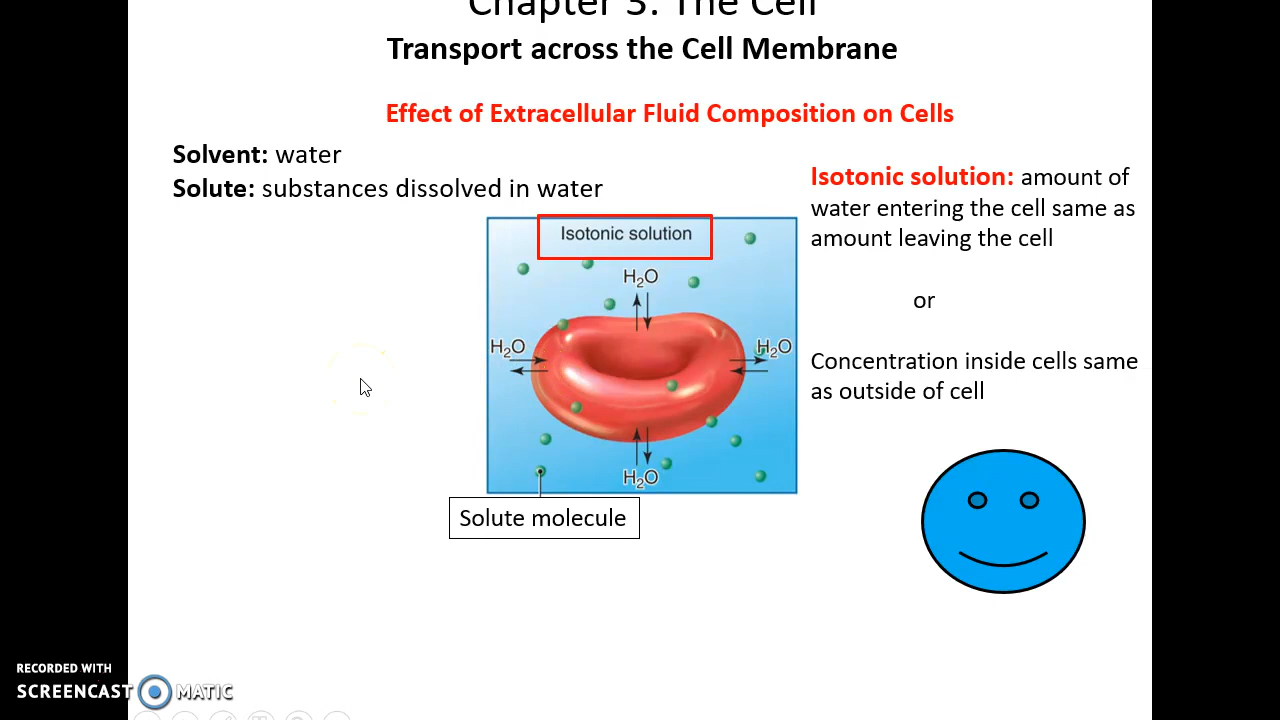 Chapter 3: The Cell
Transport across the Cell Membrane
Effect of Extracellular Fluid Composition on Cells
Solvent: water
Solute: substances dissolved in water
Isotonic solution: amount of
water entering the cell same as
amount leaving the cell
or
Concentration inside cells same
as outside of cell
Isotonic solution
H₂O
H₂O
H₂O
H₂O
Solute molecule
RECORDED WITH
SCREENCAST MATIC